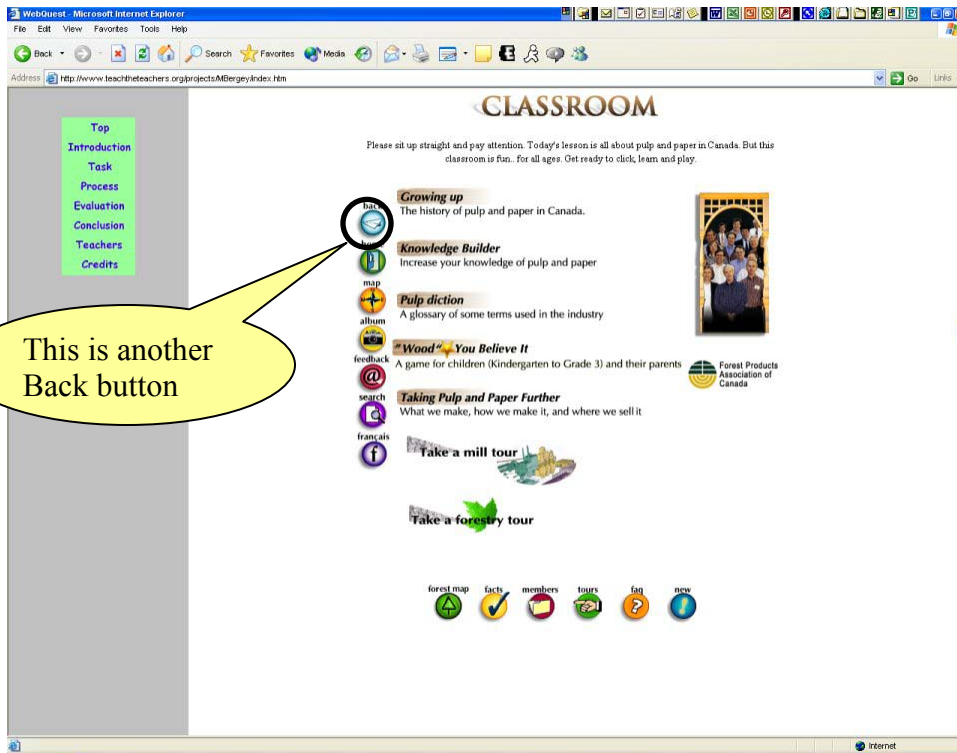 WebQuest - Microsoft Internet Explorer
File Edit View Favorites Tools Help
Back Search Favorites Media
Address http://www.teachtheteachers.org/projects/MBergey/index.htm Go Links
Top
Introduction
Task
Process
Evaluation
Conclusion
Teachers
Credits
CLASSROOM
Please sit up straight and pay attention. Today's lesson is all about pulp and paper in Canada. But this
classroom is fun.. for all ages. Get ready to click, learn and play.
back
Growing up
The history of pulp and paper in Canada.
Knowledge Builder
Increase your knowledge of pulp and paper
map
Pulp diction
A glossary of some terms used in the industry
album
"Wood" You Believe It
A game for children (Kindergarten to Grade 3) and their parents
feedback
Forest Products
Association of
Canada
search
Taking Pulp and Paper Further
What we make, how we make it, and where we sell it
français
Take a mill tour
Take a forestry tour
forest map facts members tours faq new
This is another
Back button
Internet